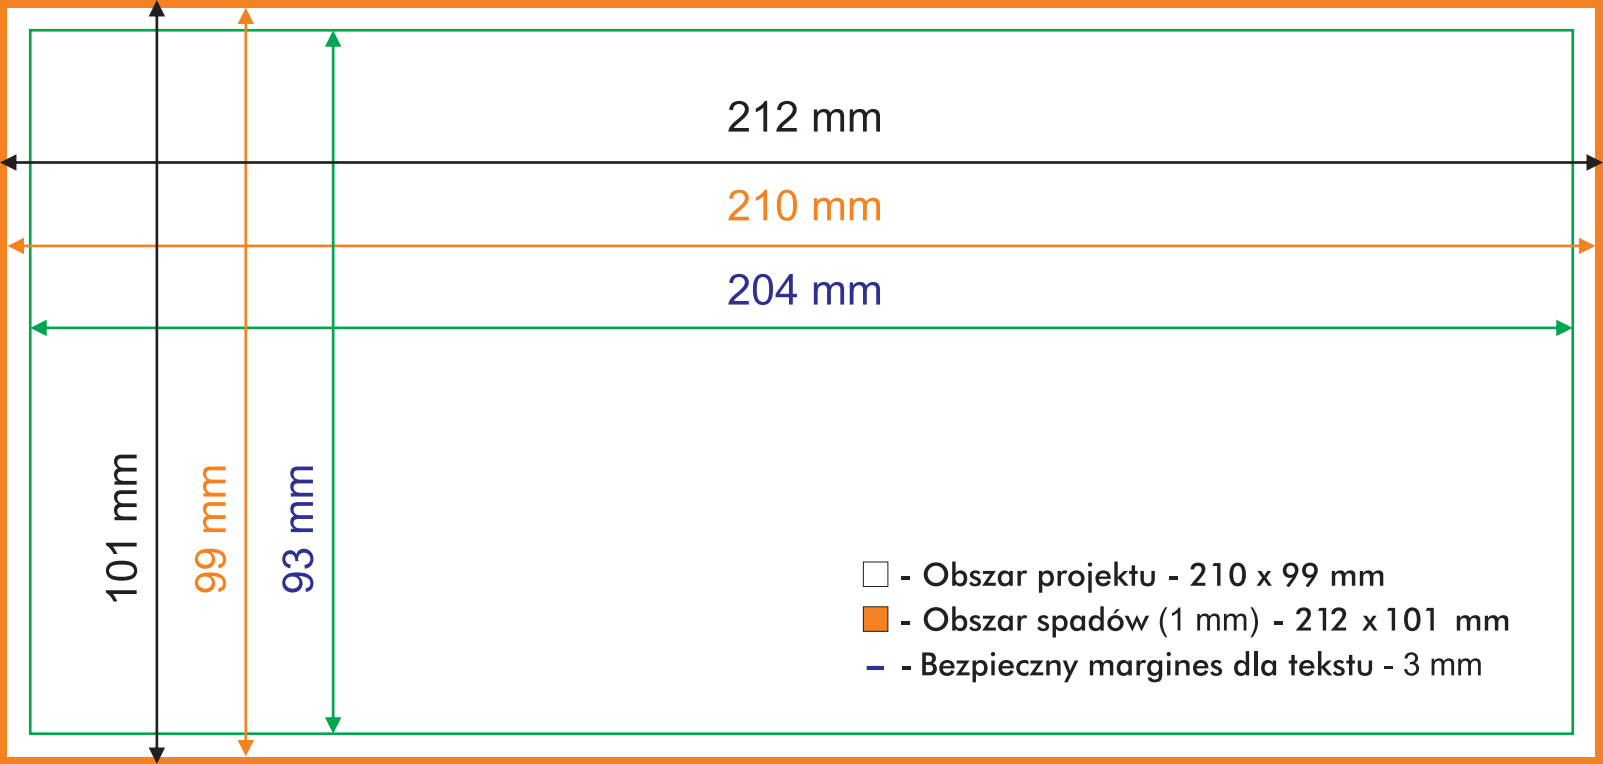 212 mm
210 mm
204 mm
101 mm
99 mm
93 mm
- Obszar projektu - 210 x 99 mm
- Obszar spadów (1 mm) - 212 x 101 mm
- - Bezpieczny margines dla tekstu - 3 mm